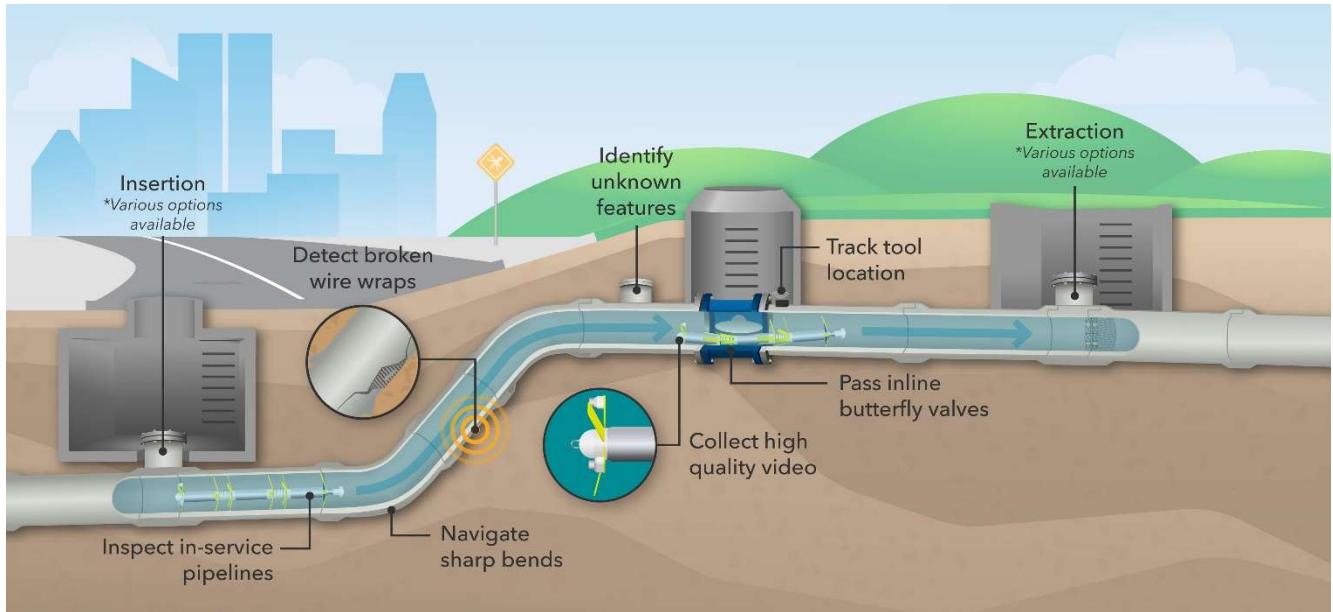 Insertion
*Various options
available
Detect broken
wire wraps
Identify
unknown
features
Track tool
location
Extraction
*Various options
available
Pass inline
butterfly valves
Collect high
quality video
Navigate
sharp bends
Inspect in-service
pipelines